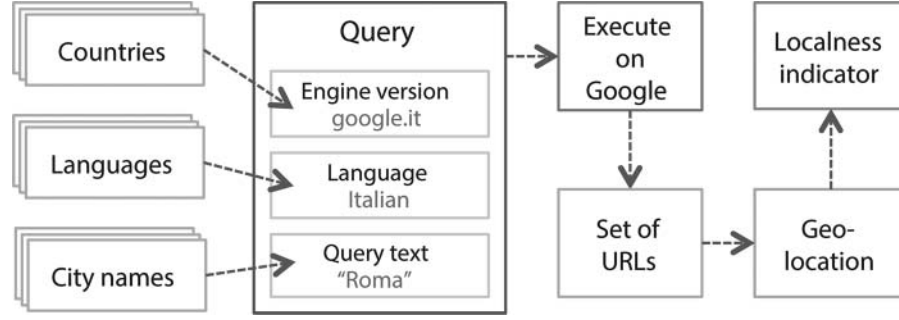 Countries
Languages
City names
Query
Engine version
google.it
Language
Italian
Query text
“Roma”
Execute
on
Google
Set of
URLs
Geo-
location
Localness
indicator